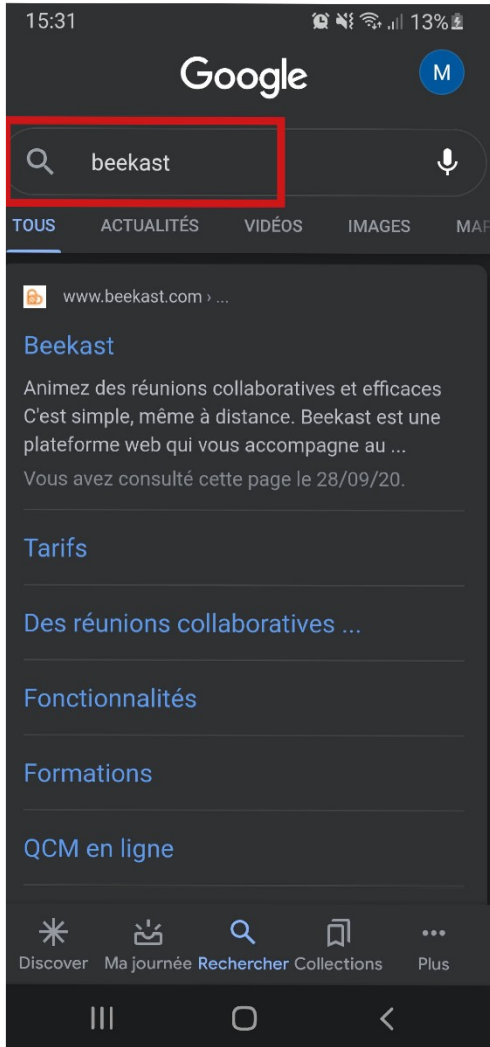 15:31 13%
Google
M
beekast
TOUS ACTUALITÉS VIDÉOS IMAGES
www.beekast.com › ...
Beekast
Animez des réunions collaboratives et efficaces
C'est simple, même à distance. Beekast est une
plateforme web qui vous accompagne au ...
Vous avez consulté cette page le 28/09/20.
Tarifs
Des réunions collaboratives ...
Fonctionnalités
Formations
QCM en ligne
Discover Ma journée Rechercher Collections Plus